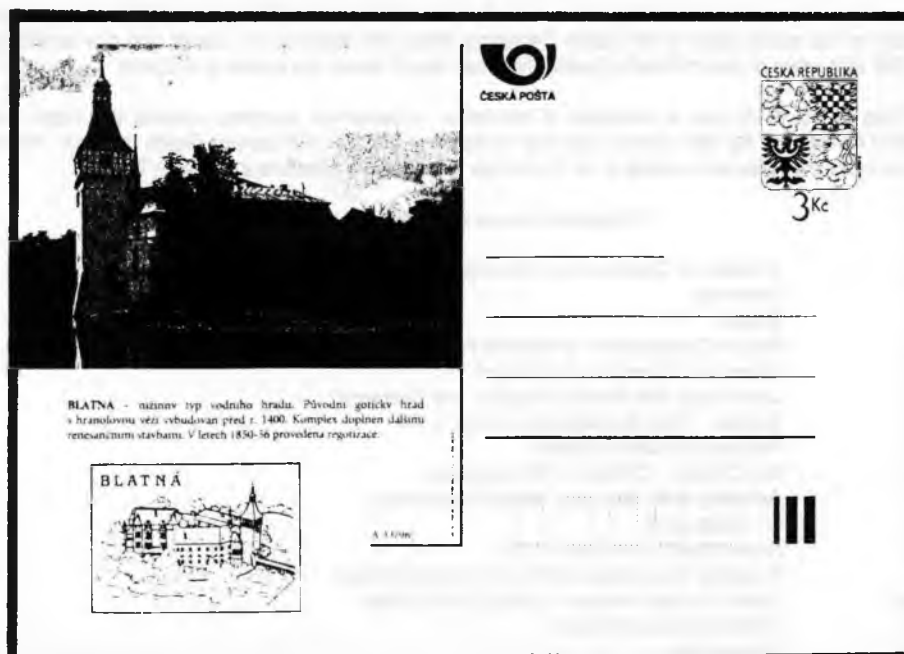 ČESKÁ POŠTA
ČESKÁ REPUBLIKA
3Kc
BLATNÁ - nížinný typ vodního hradu. Původní gotický hrad
s hranolovou věží vybudován před r. 1400. Komplex doplněn dalšími
renesančními stavbami. V letech 1850-56 provedena regotizace.
BLATNÁ